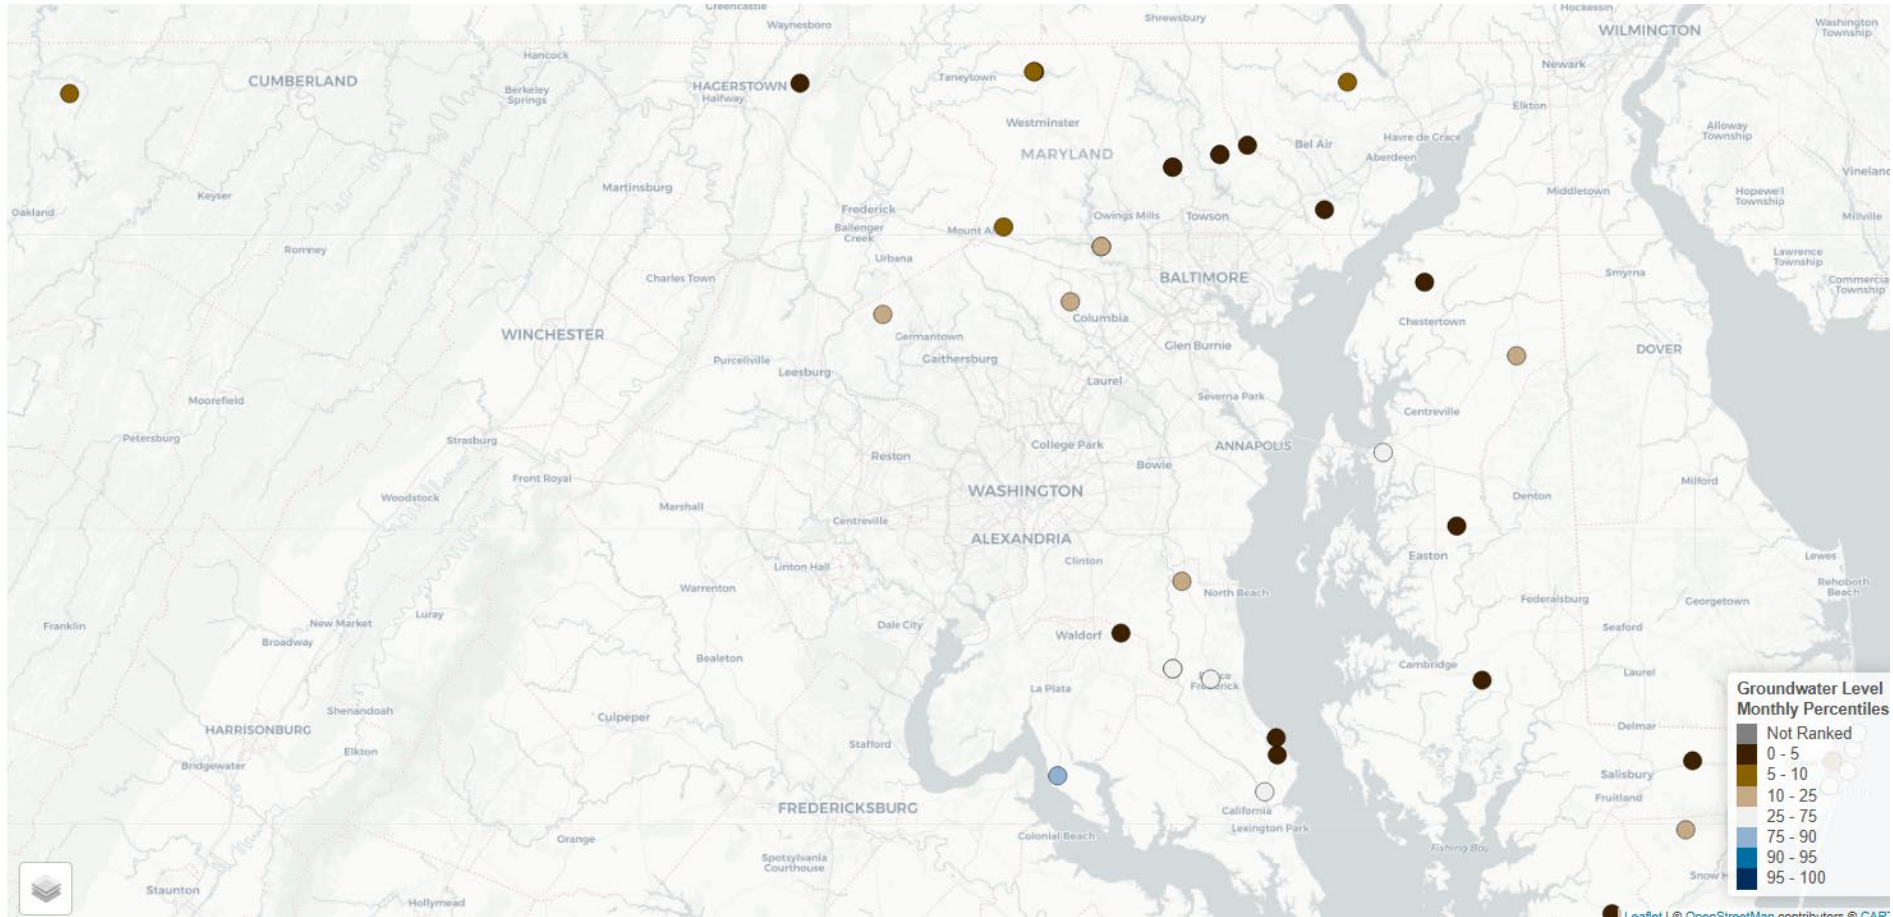 Greencastle
Waynesboro
Shrewsbury
Hockessin
WILMINGTON
Washington
Township
Hancock
Newark
CUMBERLAND
Berkeley
Springs
HAGERSTOWN
Halfway
Taneytown
Elkton
Westminster
Alloway
Township
MARYLAND
Bel Air
Havre de Grace
Aberdeen
Keyser
Martinsburg
Middletown
Hopewell
Township
Vineland
Oakland
Frederick
Ballenger
Creek
Mount
Owings Mills
Towson
Millville
Romney
Urbana
Lawrence
Township
Charles Town
BALTIMORE
Smyrna
Commercia
Township
WINCHESTER
Germantown
Columbia
Chestertown
Purcellville
Leesburg
Gaithersburg
Glen Burnie
DOVER
Laurel
Moorefield
Severna Park
Centreville
Petersburg
Strasburg
Reston
College Park
ANNAPOLIS
Bowie
Front Royal
Woodstock
Marshall
WASHINGTON
Denton
Milford
Centreville
ALEXANDRIA
Easton
Lewes
Linton Hall
Clinton
Warrenton
North Beach
Federalsburg
Georgetown
Rehoboth
Beach
Luray
Franklin
New Market
Broadway
Dale City
Waldorf
Seaford
Bealeton
Cambridge
Laurel
La Plata
Frederick
Shenandoah
Culpeper
HARRISONBURG
Elkton
Stafford
Delmar
Bridgewater
Salisbury
Fruitland
FREDERICKSBURG
California
Lexington Park
Orange
Colonial Beach
Fishing Bay
Spotsylvania
Courthouse
Snow H
Staunton
Hollymead
Groundwater Level
Monthly Percentiles
Not Ranked
0 - 5
5 - 10
10 - 25
25 - 75
75 - 90
90 - 95
95 - 100
Leaflet | © OpenStreetMap contributors © CAR